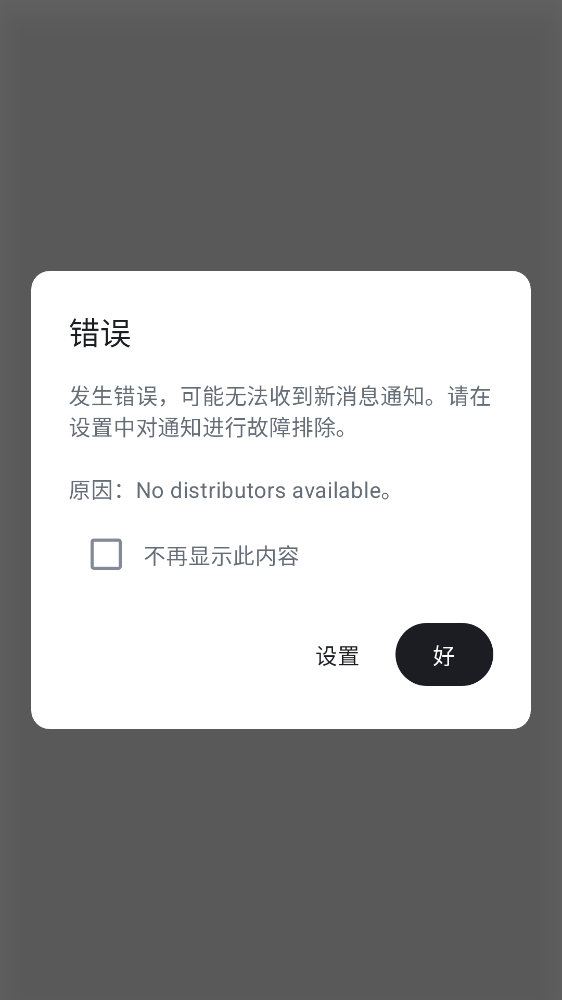 错误
发生错误，可能无法收到新消息通知。请在
设置中对通知进行故障排除。
原因：No distributors available。
不再显示此内容
设置
好